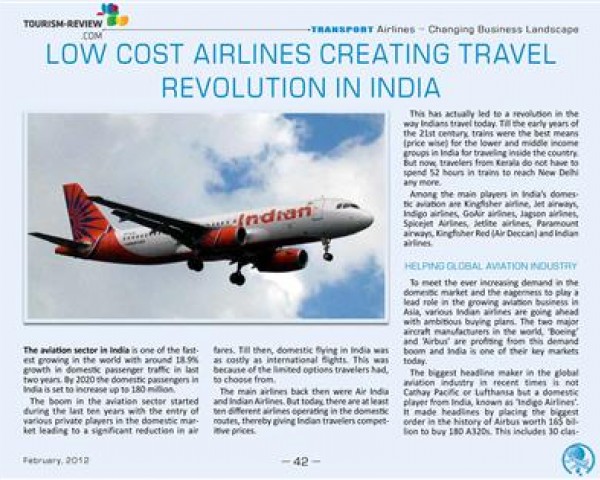 TOURISM-REVIEW
.COM
TRANSPORT Airlines – Changing Business Landscape
LOW COST AIRLINES CREATING TRAVEL
REVOLUTION IN INDIA
Indian
The aviation sector in India is one of the fast-
est growing in the world with around 18.9%
growth in domestic passenger traffic in last
two years. By 2020 the domestic passengers in
India is set to increase up to 180 million.
The boom in the aviation sector started
during the last ten years with the entry of
various private players in the domestic mar-
ket leading to a significant reduction in air
fares. Till then, domestic flying in India was
as costly as international flights. This was
because of the limited options travelers had,
to choose from.
The main airlines back then were Air India
and Indian Airlines. But today, there are at least
ten different airlines operating in the domestic
routes, thereby giving Indian travelers compet-
itive prices.
This has actually led to a revolution in the
way Indians travel today. Till the early years of
the 21st century, trains were the best means
(price wise) for the lower and middle income
groups in India for traveling inside the country.
But now, travelers from Kerala do not have to
spend 52 hours in trains to reach New Delhi
any more.
Among the main players in India's domes-
tic aviation are Kingfisher airline, Jet airways,
Indigo airlines, GoAir airlines, Jagson airlines,
Spicejet Airlines, Jetlite airlines, Paramount
airways, Kingfisher Red (Air Deccan) and Indian
airlines.
HELPING GLOBAL AVIATION INDUSTRY
To meet the ever increasing demand in the
domestic market and the eagerness to play a
lead role in the growing aviation business in
Asia, various Indian airlines are going ahead
with ambitious buying plans. The two major
aircraft manufacturers in the world, 'Boeing'
and 'Airbus' are profiting from this demand
boom and India is one of their key markets
today.
The biggest headline maker in the global
aviation industry in recent times is not
Cathay Pacific or Lufthansa but a domestic
player from India, known as 'Indigo Airlines'.
It made headlines by placing the biggest
order in the history of Airbus worth 165 bil-
lion to buy 180 A320s. This includes 30 clas-
February, 2012
— 42 —